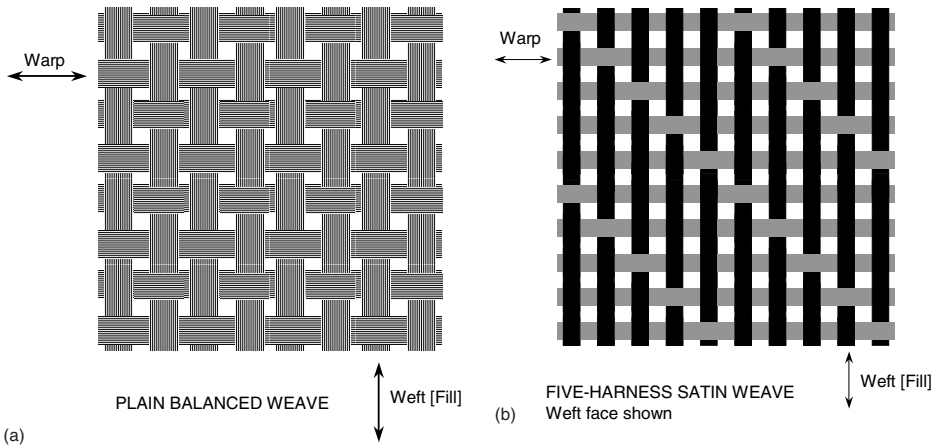 Warp
Weft [Fill]
PLAIN BALANCED WEAVE
(a)
Warp
Weft [Fill]
FIVE-HARNESS SATIN WEAVE
Weft face shown
(b)